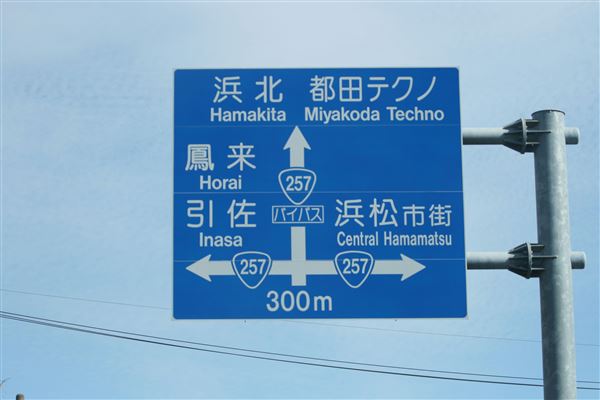 浜北 都田テクノ
Hamakita Miyakoda Techno
鳳来
Horai
257
引佐 バイパス 浜松市街
Inasa Central Hamamatsu
257 257
300m